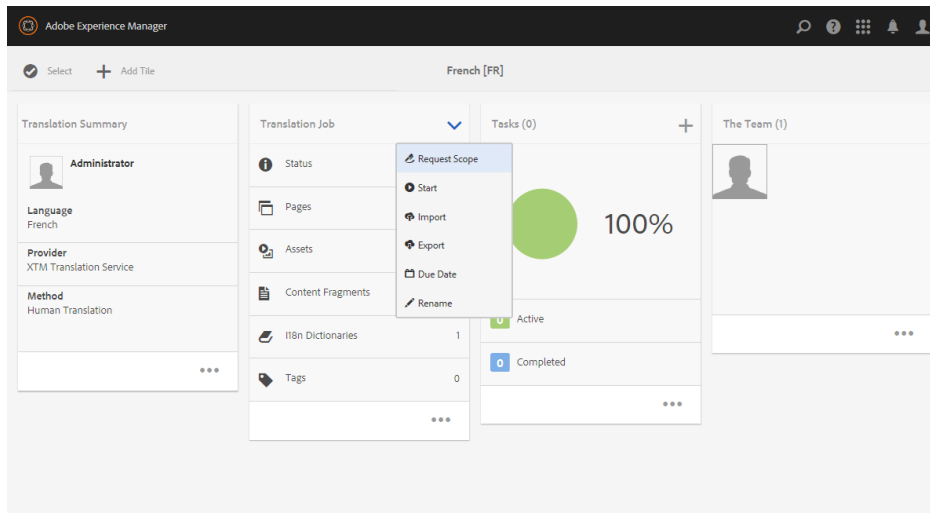 Adobe Experience Manager
Select
Add Tile
French [FR]
Translation Summary
Administrator
Language
French
Provider
XTM Translation Service
Method
Human Translation
Translation Job
Status
Pages
Assets
Content Fragments
I18n Dictionaries 1
Tags 0
Request Scope
Start
Import
Export
Due Date
Rename
Tasks (0)
100%
0 Active
0 Completed
The Team (1)